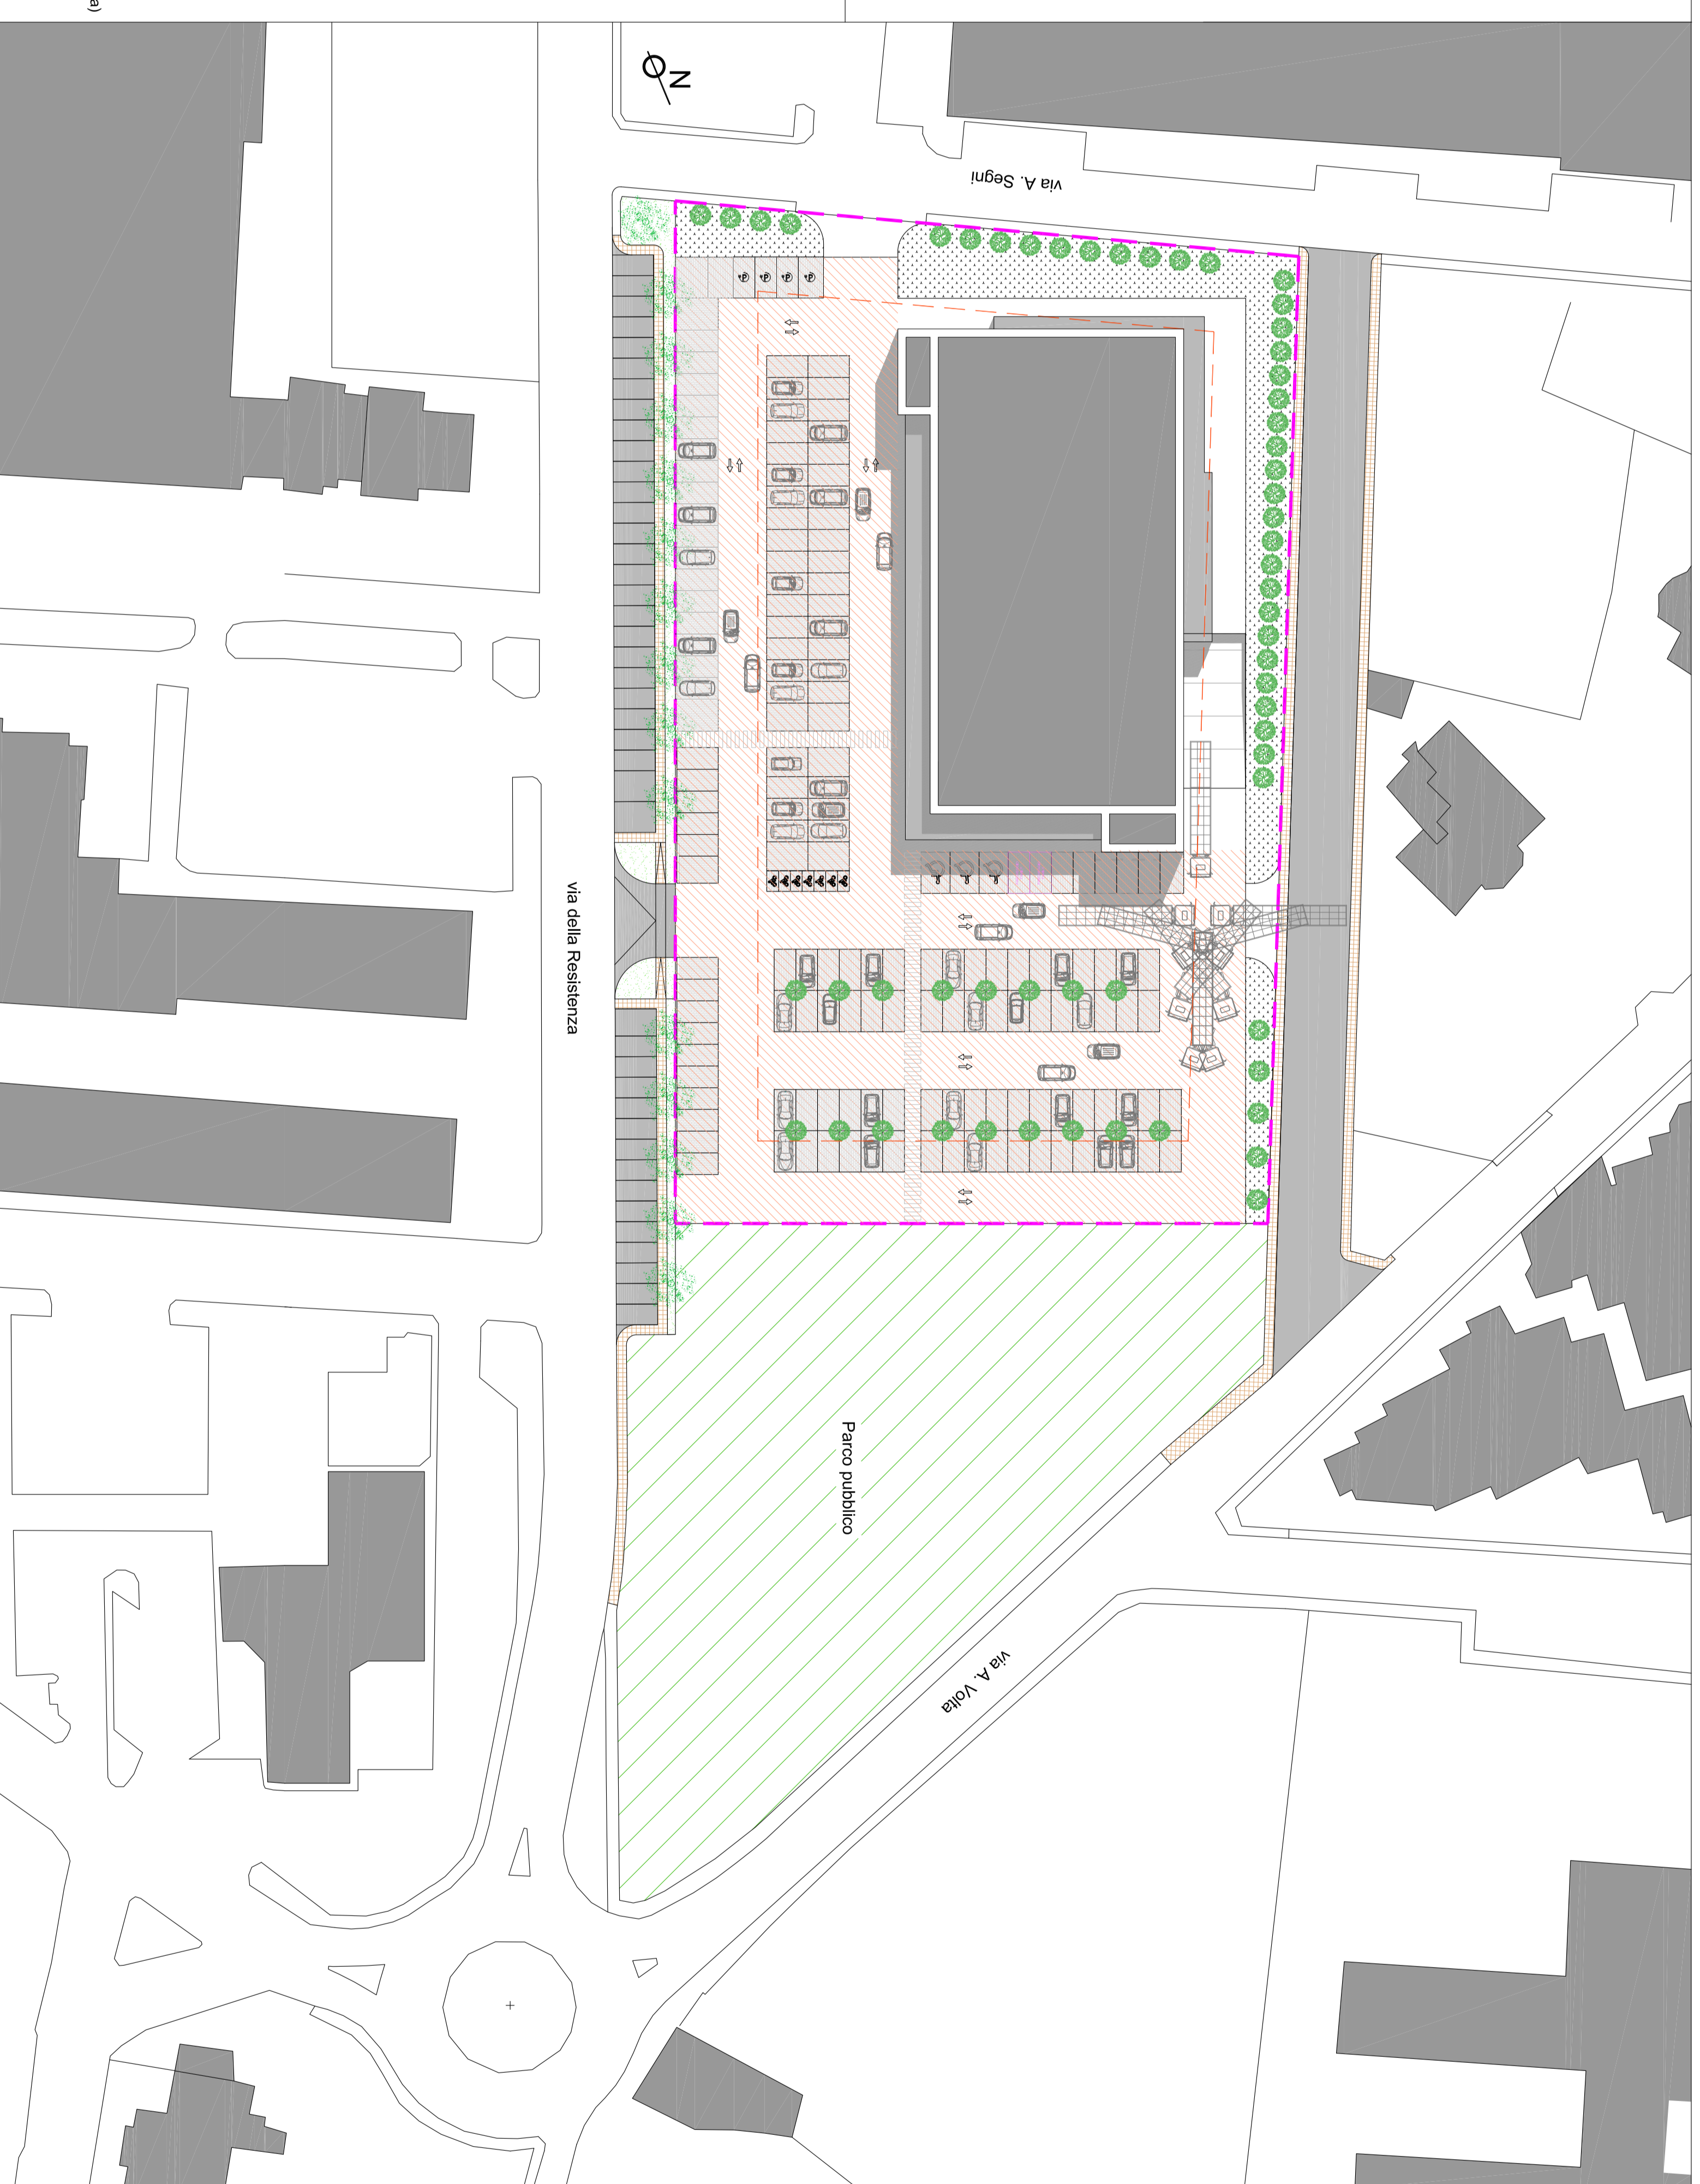 a)
N
via A. Segni
via della Resistenza
Parco pubblico
via A. Volta